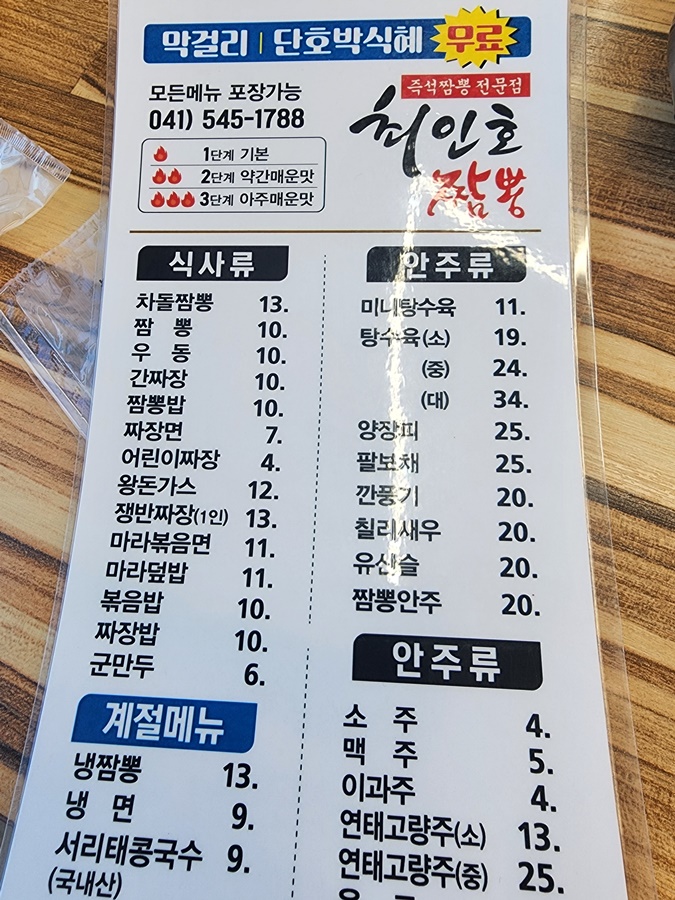 막걸리 | 단호박식혜 무료
모든메뉴 포장가능
041) 545-1788
1단계 기본
2단계 약간매운맛
3단계 아주매운맛
즉석짬뽕 전문점
최인호
짬뽕
식사류
차돌짬뽕 13.
짬 뽕 10.
우 동 10.
간짜장 10.
짬뽕밥 10.
짜장면 7.
어린이짜장 4.
왕돈가스 12.
쟁반짜장(1인) 13.
마라볶음면 11.
마라덮밥 11.
볶음밥 10.
짜장밥 10.
군만두 6.
계절메뉴
냉짬뽕 13.
냉 면 9.
서리태콩국수 9.
(국내산)
안주류
미니탕수육 11.
탕수육(소) 19.
(중) 24.
(대) 34.
양장피 25.
팔보채 25.
깐풍기 20.
칠리새우 20.
유산슬 20.
짬뽕안주 20.
안주류
소 주 4.
맥 주 5.
이과주 4.
연태고량주(소) 13.
연태고량주(중) 25.